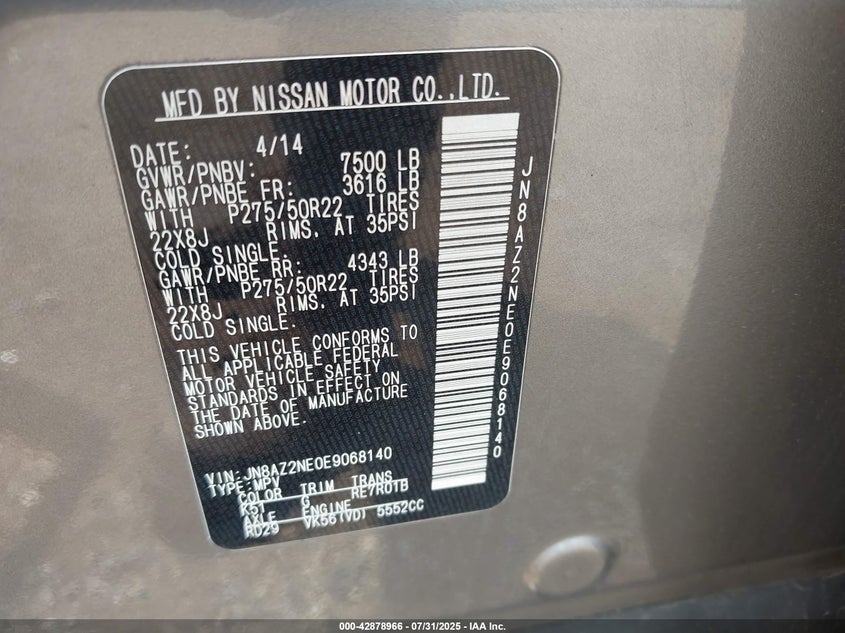 MFD BY NISSAN MOTOR CO.,LTD.
DATE: 4/14
GVWR/PNBV: 7500 LB
GAWR/PNBE FR: 3616 LB
WITH P275/50R22 TIRES
22X8J RIMS, AT 35PSI
COLD SINGLE.
GAWR/PNBE RR: 4343 LB
WITH P275/50R22 TIRES
22X8J RIMS, AT 35PSI
COLD SINGLE.
THIS VEHICLE CONFORMS TO
ALL APPLICABLE FEDERAL
MOTOR VEHICLE SAFETY
STANDARDS IN EFFECT ON
THE DATE OF MANUFACTURE
SHOWN ABOVE.
VIN:JN8AZ2NE0E9068140
TYPE:MPV
COLOR TRIM TRANS
K51 G RE7R01B
AXLE ENGINE
RD29 VK56(VD) 5552CC
JN8AZ2NE0E9068140
000-42878966 - 07/31/2025 - IAA Inc.